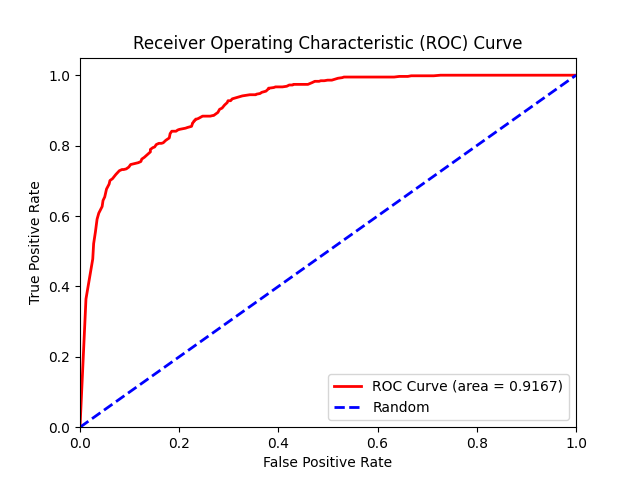 Receiver Operating Characteristic (ROC) Curve
1.0
0.8
0.6
0.4
0.2
0.0
True Positive Rate
ROC Curve (area = 0.9167)
Random
0.0 0.2 0.4 0.6 0.8 1.0
False Positive Rate